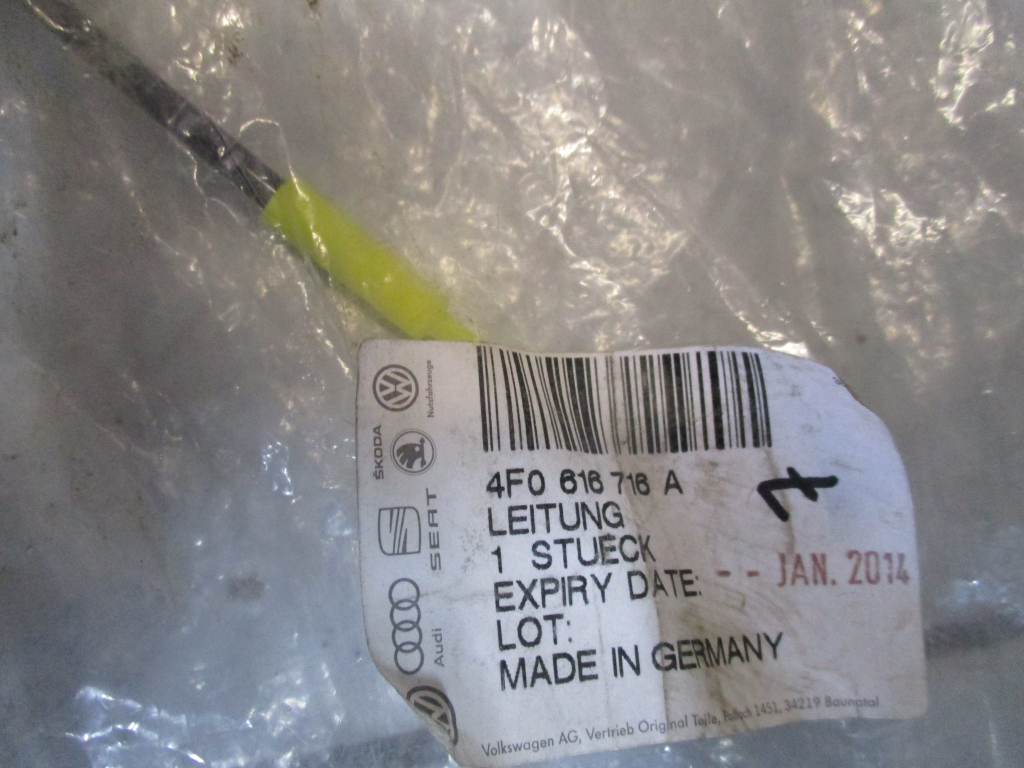 4F0 616 716 A
LEITUNG
1 STUECK
EXPIRY DATE: -- JAN. 2014
LOT:
MADE IN GERMANY
Volkswagen AG, Vertrieb Original Teile, Postfach 1451, 34219 Baunatal
Nutzfahrzeuge
ŠKODA
SEAT
Audi